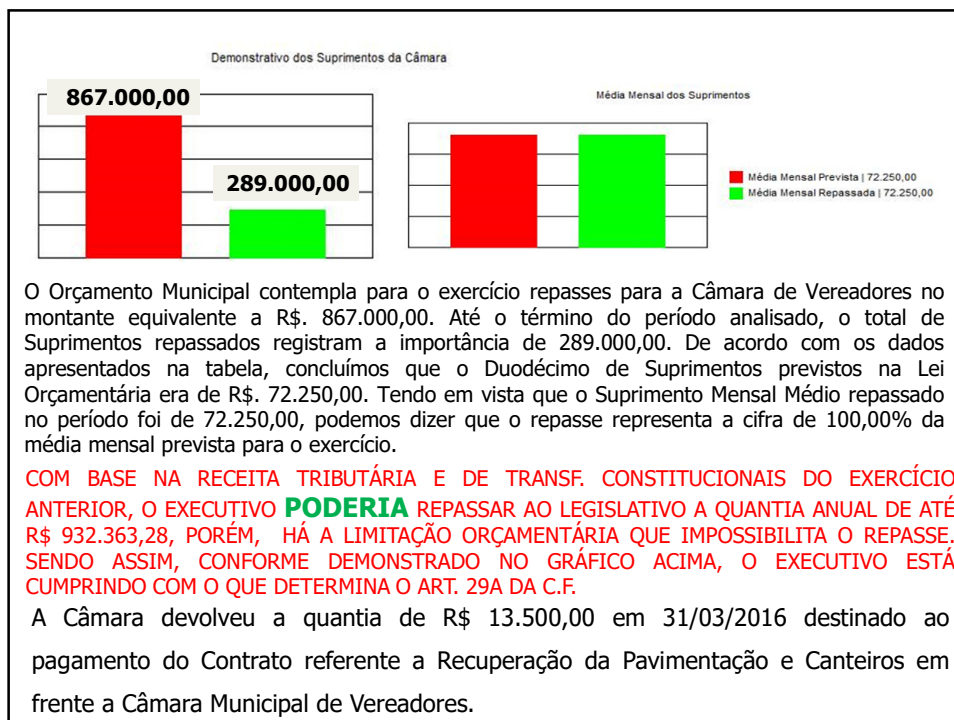 Demonstrativo dos Suprimentos da Câmara
867.000,00
289.000,00
Média Mensal dos Suprimentos
Média Mensal Prevista | 72.250,00
Média Mensal Repassada | 72.250,00
O Orçamento Municipal contempla para o exercício repasses para a Câmara de Vereadores no
montante equivalente a R$. 867.000,00. Até o término do período analisado, o total de
Suprimentos repassados registram a importância de 289.000,00. De acordo com os dados
apresentados na tabela, concluímos que o Duodécimo de Suprimentos previstos na Lei
Orçamentária era de R$. 72.250,00. Tendo em vista que o Suprimento Mensal Médio repassado
no período foi de 72.250,00, podemos dizer que o repasse representa a cifra de 100,00% da
média mensal prevista para o exercício.
COM BASE NA RECEITA TRIBUTÁRIA E DE TRANSF. CONSTITUCIONAIS DO EXERCÍCIO
ANTERIOR, O EXECUTIVO PODERIA REPASSAR AO LEGISLATIVO A QUANTIA ANUAL DE ATÉ
R$ 932.363,28, PORÉM, HÁ A LIMITAÇÃO ORÇAMENTÁRIA QUE IMPOSSIBILITA O REPASSE.
SENDO ASSIM, CONFORME DEMONSTRADO NO GRÁFICO ACIMA, O EXECUTIVO ESTÁ
CUMPRINDO COM O QUE DETERMINA O ART. 29A DA C.F.
A Câmara devolveu a quantia de R$ 13.500,00 em 31/03/2016 destinado ao
pagamento do Contrato referente a Recuperação da Pavimentação e Canteiros em
frente a Câmara Municipal de Vereadores.